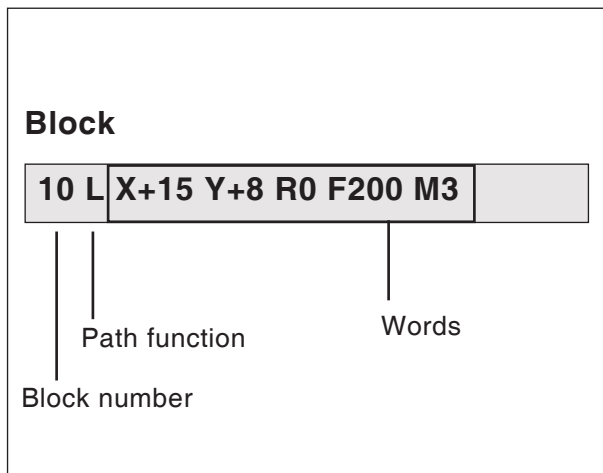 Block
10 L X+15 Y+8 R0 F200 M3
Words
Path function
Block number